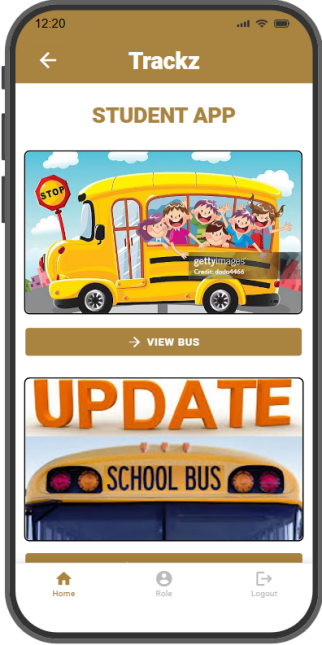 12:20
Trackz
STUDENT APP
STOP
gettyimages
Credit: dodo4466
VIEW BUS
UPDATE
SCHOOL BUS
Home
Role
Logout